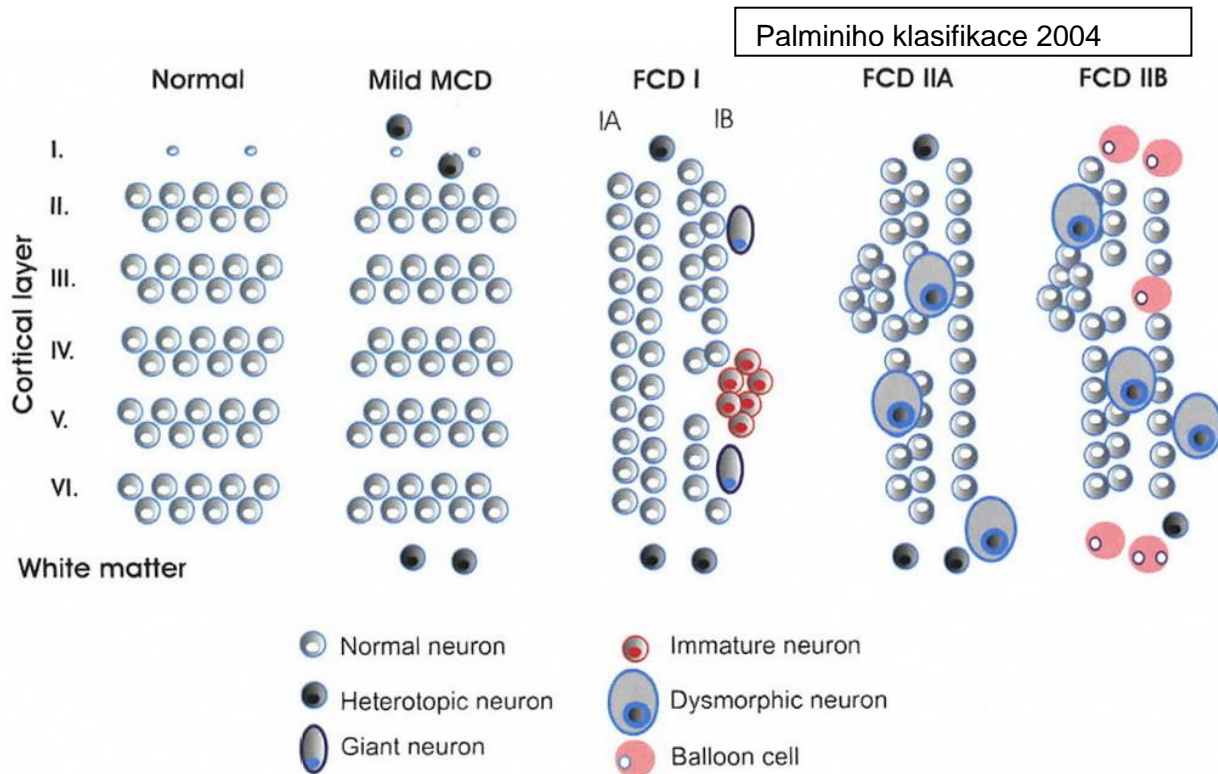 Palminiho klasifikace 2004
Normal Mild MCD FCD I FCD IIA FCD IIB
IA IB
Cortical layer
I.
II.
III.
IV.
V.
VI.
White matter
Normal neuron Immature neuron
Heterotopic neuron Dysmorphic neuron
Giant neuron Balloon cell